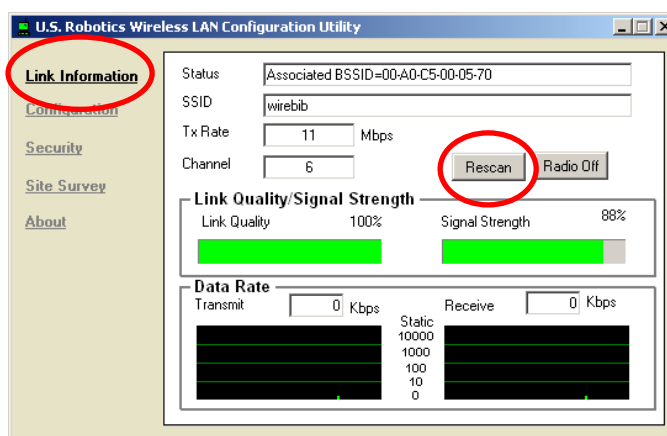 U.S. Robotics Wireless LAN Configuration Utility
Link Information
Configuration
Security
Site Survey
About
Status Associated BSSID=00-A0-C5-00-05-70
SSID wirebib
Tx Rate 11 Mbps
Channel 6 Rescan Radio Off
Link Quality/Signal Strength
Link Quality 100% Signal Strength 88%
Data Rate
Transmit 0 Kbps Receive 0 Kbps
Static
10000
1000
100
10
0